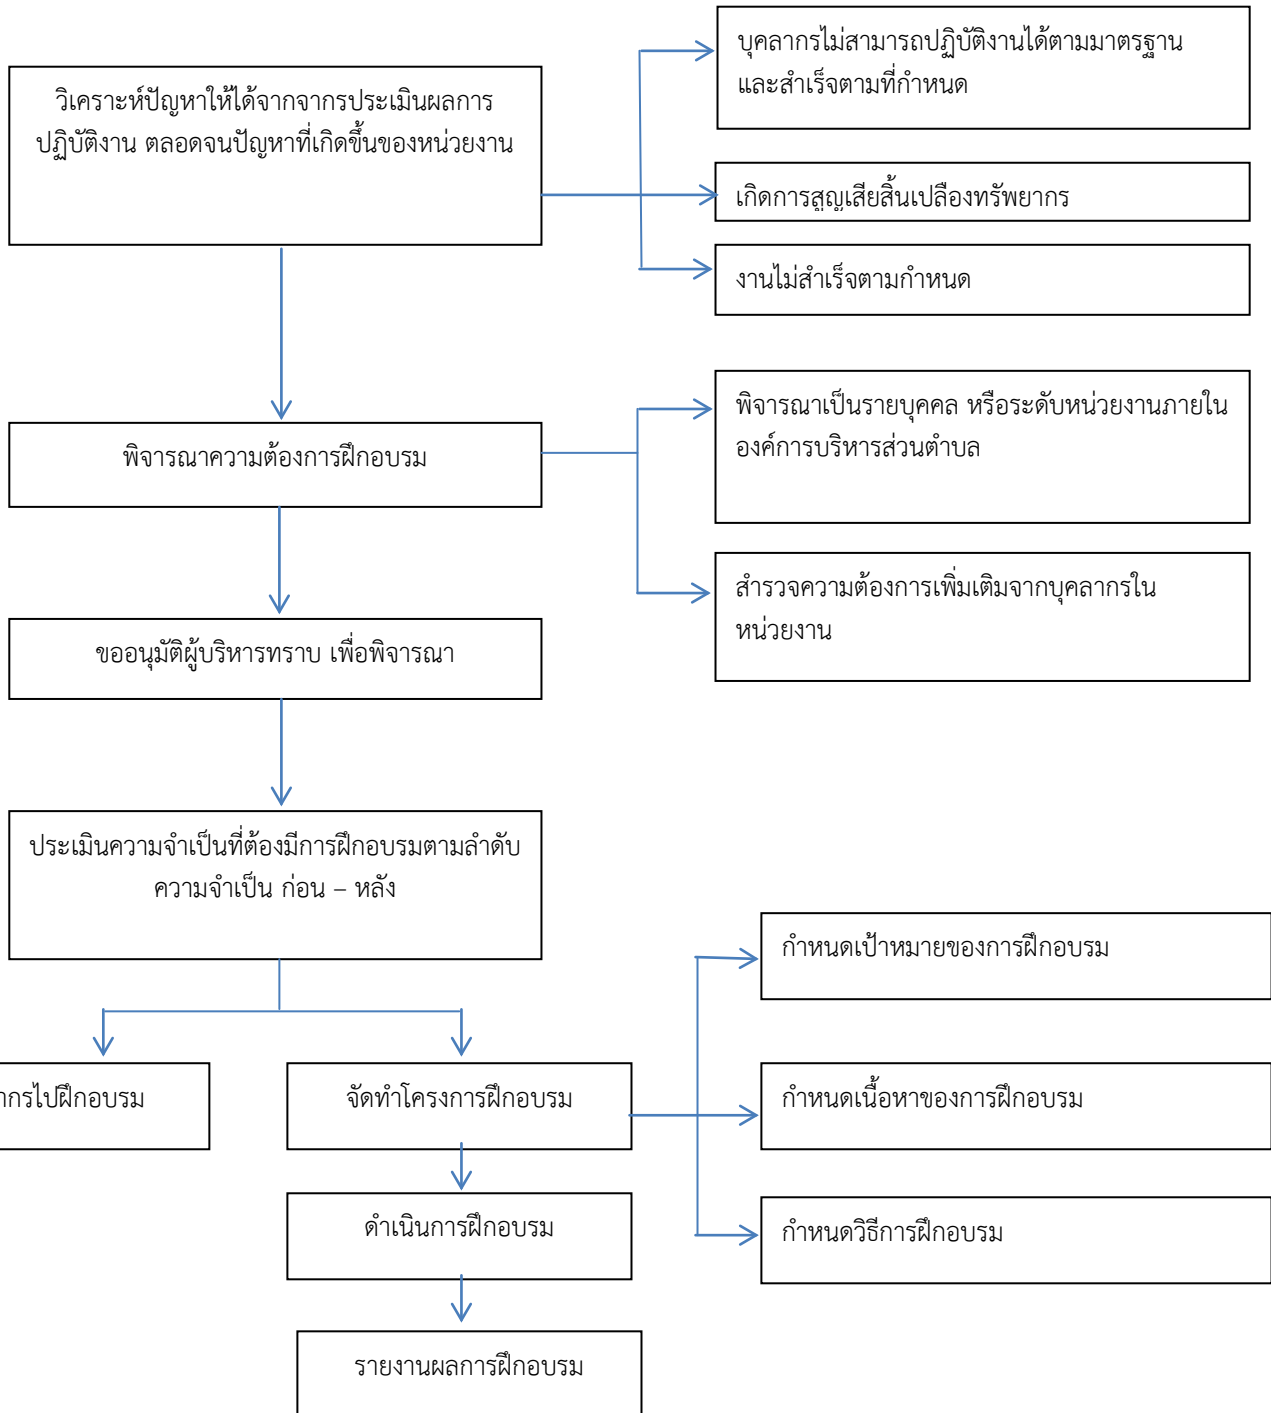 บุคลากรไม่สามารถปฏิบัติงานได้ตามมาตรฐาน
และสำเร็จตามที่กำหนด
วิเคราะห์ปัญหาให้ได้จากจากรประเมินผลการ
ปฏิบัติงาน ตลอดจนปัญหาที่เกิดขึ้นของหน่วยงาน
เกิดการสูญเสียสิ้นเปลืองทรัพยากร
งานไม่สำเร็จตามกำหนด
พิจารณาความต้องการฝึกอบรม
พิจารณาเป็นรายบุคคล หรือระดับหน่วยงานภายใน
องค์การบริหารส่วนตำบล
สำรวจความต้องการเพิ่มเติมจากบุคลากรใน
หน่วยงาน
ขออนุมัติผู้บริหารทราบ เพื่อพิจารณา
ประเมินความจำเป็นที่ต้องมีการฝึกอบรมตามลำดับ
ความจำเป็น ก่อน – หลัง
กำหนดเป้าหมายของการฝึกอบรม
ากรไปฝึกอบรม
จัดทำโครงการฝึกอบรม
กำหนดเนื้อหาของการฝึกอบรม
ดำเนินการฝึกอบรม
กำหนดวิธีการฝึกอบรม
รายงานผลการฝึกอบรม